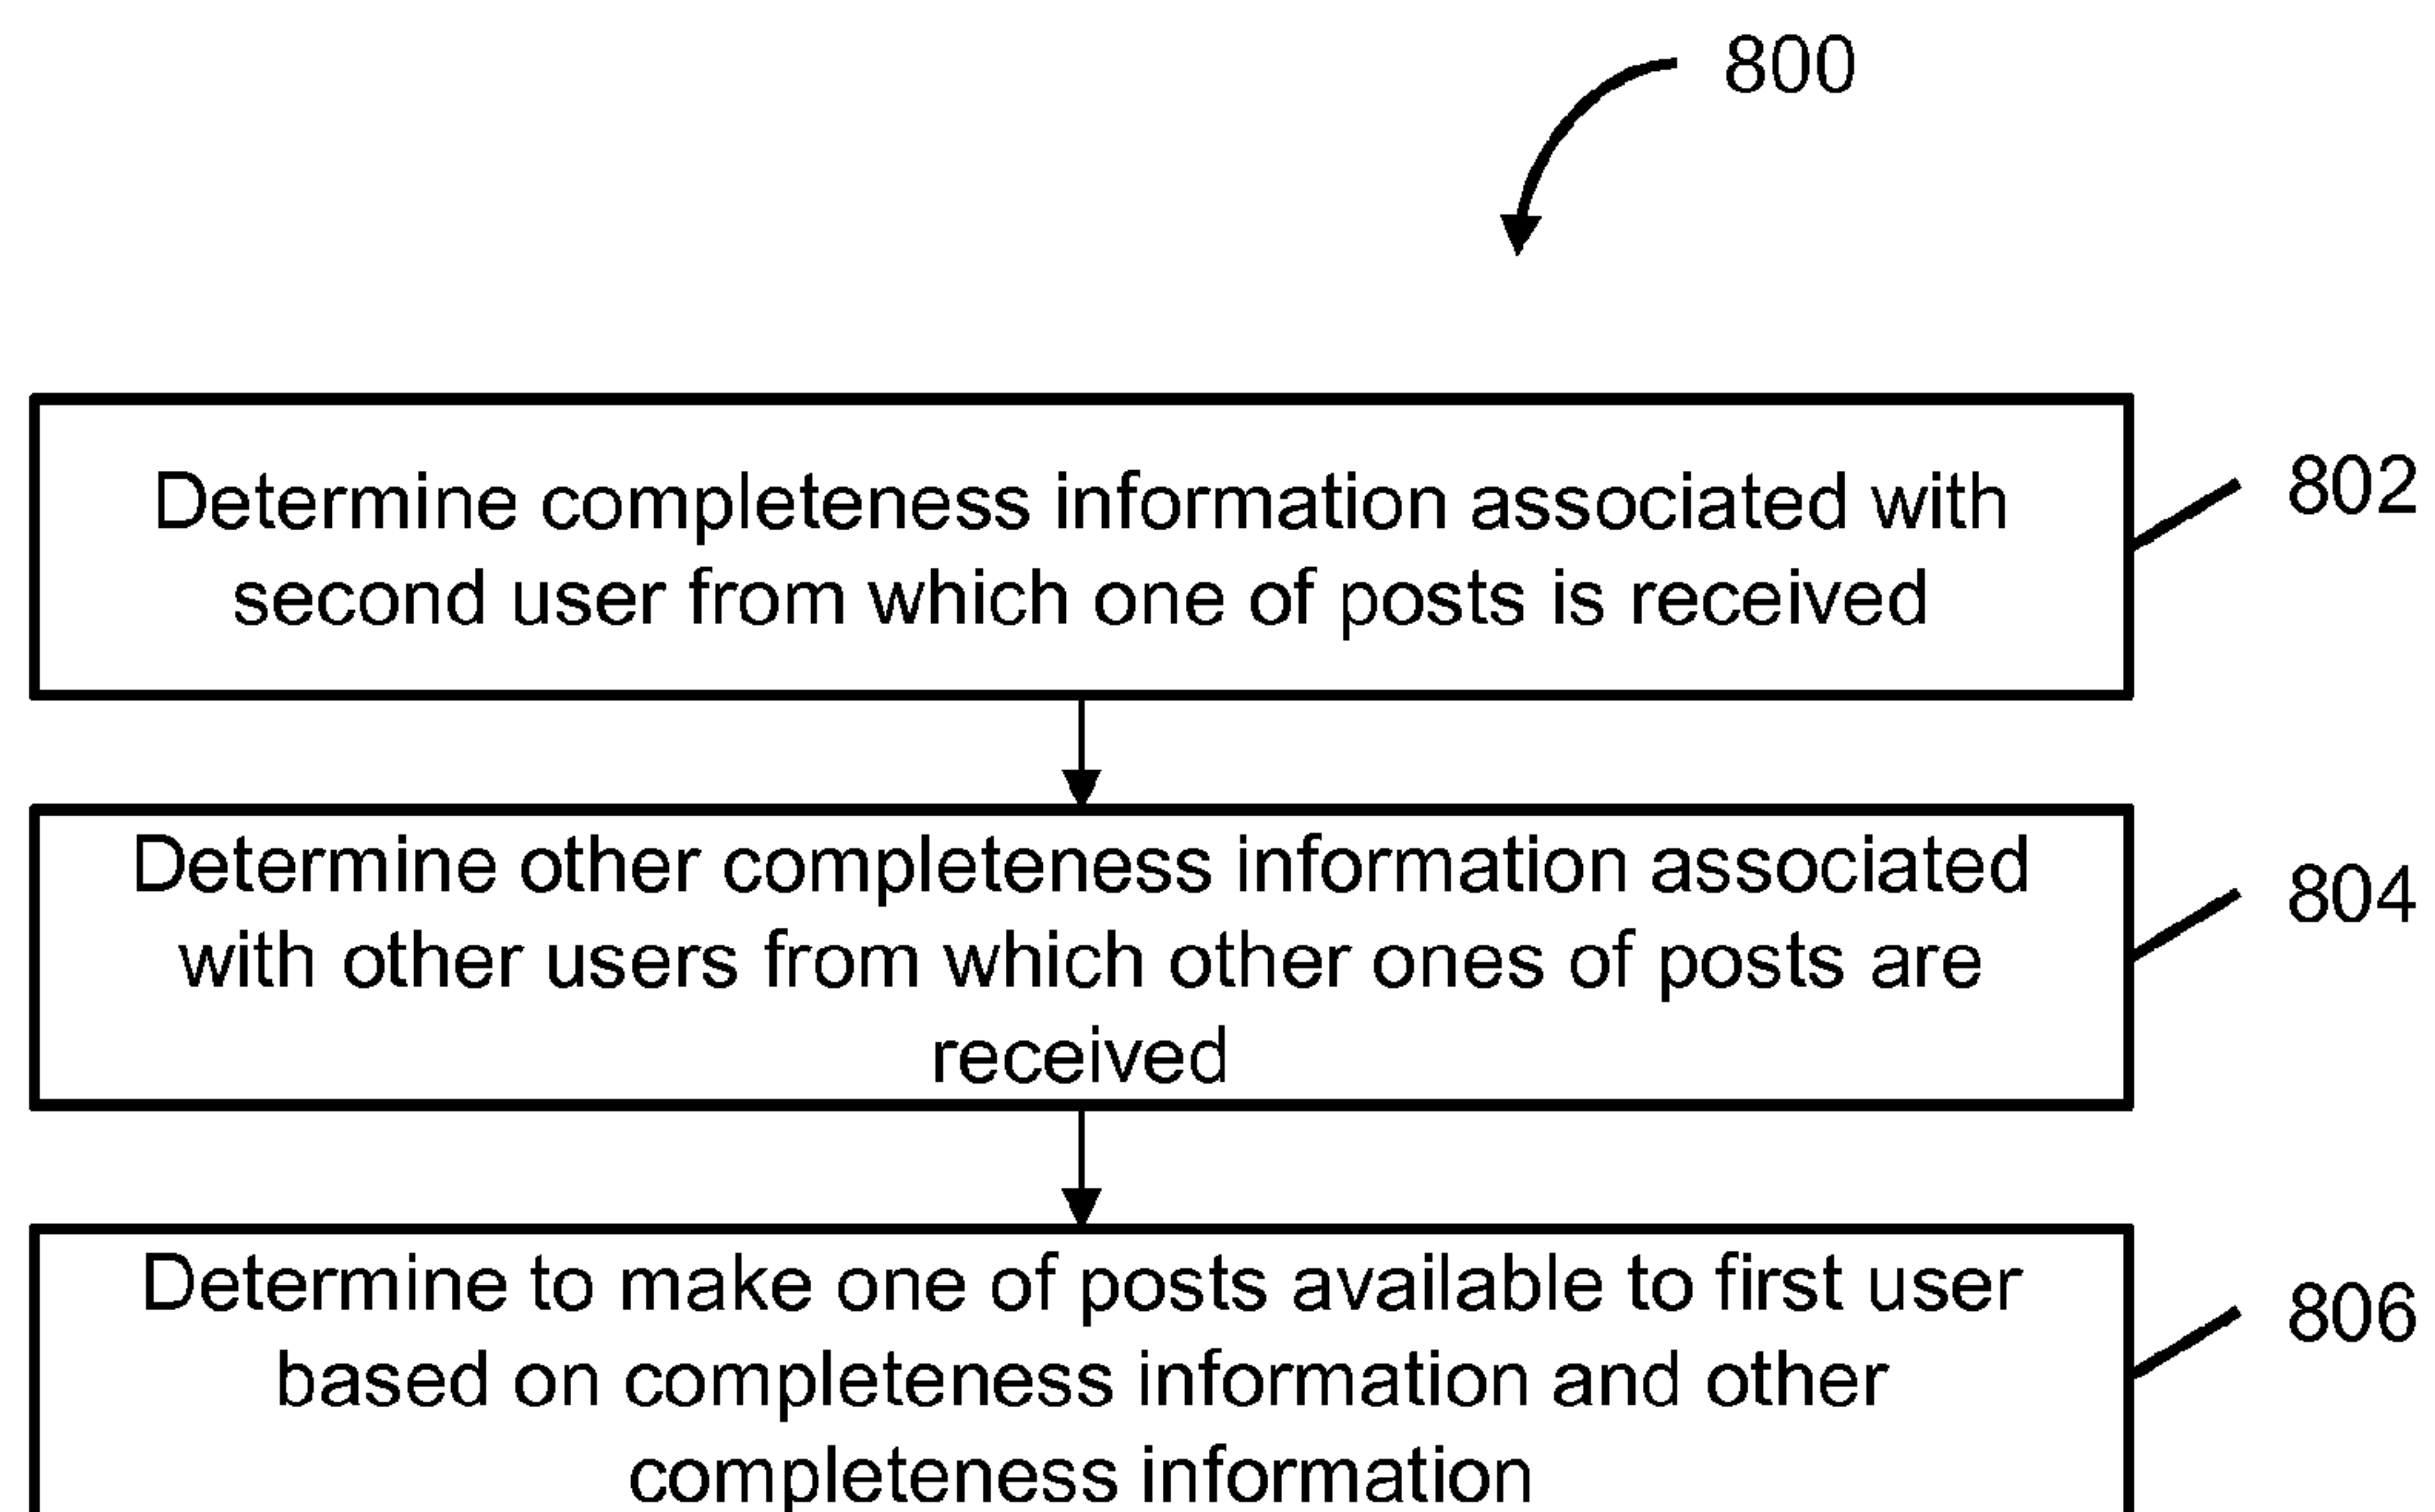 800
Determine completeness information associated with
second user from which one of posts is received
802
Determine other completeness information associated
with other users from which other ones of posts are
received
804
Determine to make one of posts available to first user
based on completeness information and other
completeness information
806